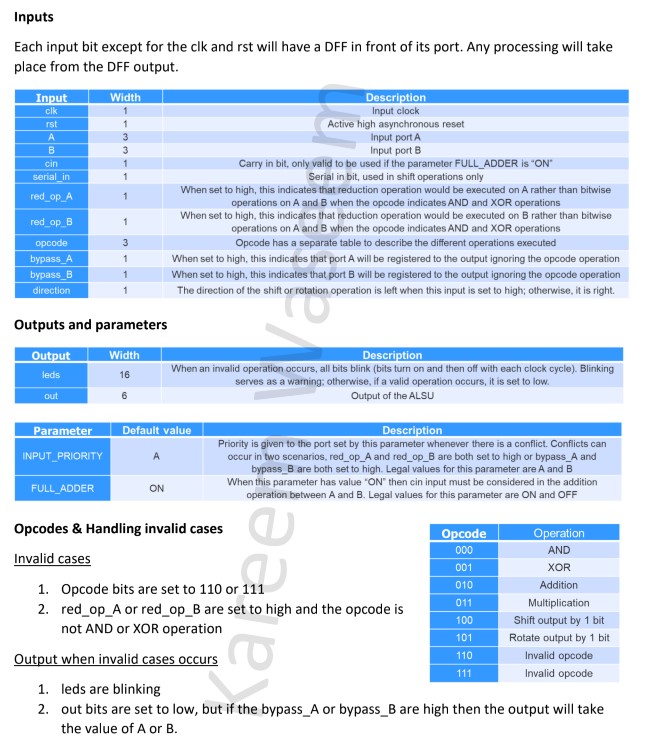 Inputs
Each input bit except for the clk and rst will have a DFF in front of its port. Any processing will take
place from the DFF output.
Input Width Description
clk 1 Input clock
rst 1 Active high asynchronous reset
A 3 Input port A
B 3 Input port B
cin 1 Carry in bit, only valid to be used if the parameter FULL_ADDER is “ON”
serial_in 1 Serial in bit, used in shift operations only
red_op_A 1 When set to high, this indicates that reduction operation would be executed on A rather than bitwise
operations on A and B when the opcode indicates AND and XOR operations
red_op_B 1 When set to high, this indicates that reduction operation would be executed on B rather than bitwise
operations on A and B when the opcode indicates AND and XOR operations
opcode 3 Opcode has a separate table to describe the different operations executed
bypass_A 1 When set to high, this indicates that port A will be registered to the output ignoring the opcode operation
bypass_B 1 When set to high, this indicates that port B will be registered to the output ignoring the opcode operation
direction 1 The direction of the shift or rotation operation is left when this input is set to high; otherwise, it is right.
Outputs and parameters
Output Width Description
leds 16 When an invalid operation occurs, all bits blink (bits turn on and then off with each clock cycle). Blinking
serves as a warning; otherwise, if a valid operation occurs, it is set to low.
out 6 Output of the ALSU
Parameter Default value Description
INPUT_PRIORITY A Priority is given to the port set by this parameter whenever there is a conflict. Conflicts can
occur in two scenarios, red_op_A and red_op_B are both set to high or bypass_A and
bypass_B are both set to high. Legal values for this parameter are A and B
FULL_ADDER ON When this parameter has value “ON” then cin input must be considered in the addition
operation between A and B. Legal values for this parameter are ON and OFF
Opcodes & Handling invalid cases
Invalid cases
1. Opcode bits are set to 110 or 111
2. red_op_A or red_op_B are set to high and the opcode is
not AND or XOR operation
Output when invalid cases occurs
1. leds are blinking
2. out bits are set to low, but if the bypass_A or bypass_B are high then the output will take
the value of A or B.
Opcode Operation
000 AND
001 XOR
010 Addition
011 Multiplication
100 Shift output by 1 bit
101 Rotate output by 1 bit
110 Invalid opcode
111 Invalid opcode
Kareem Waseem